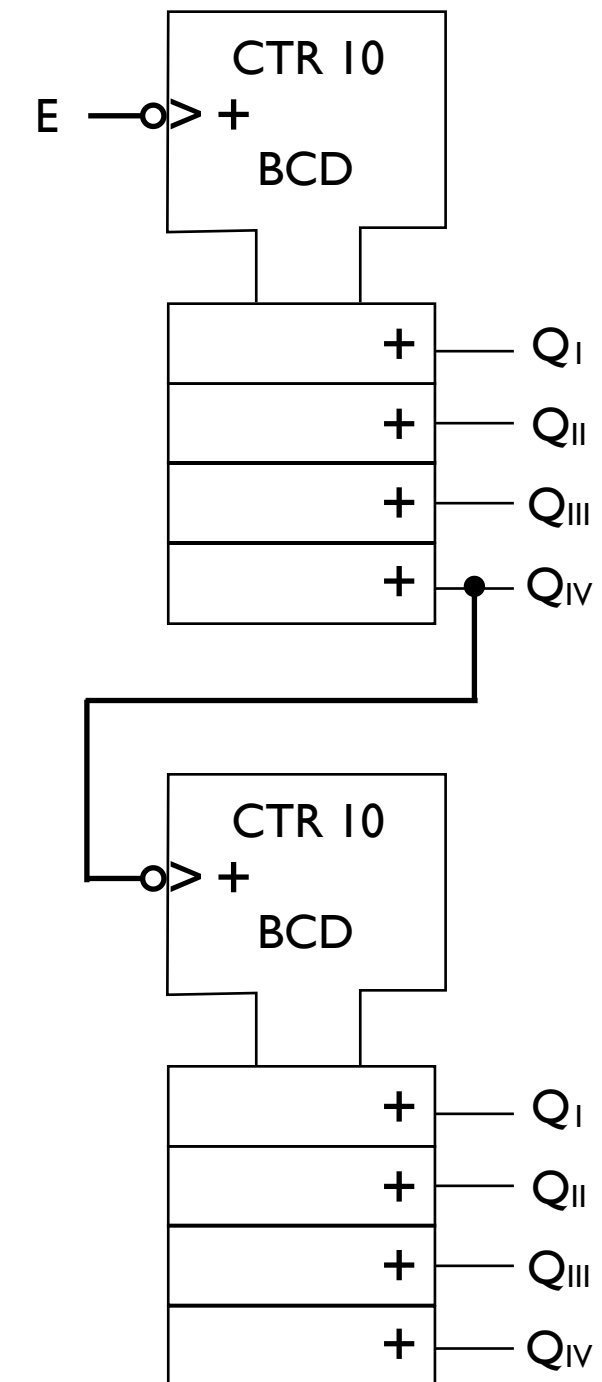 CTR 10
E > +
BCD
+ QI
+ QII
+ QIII
+ QIV
CTR 10
> +
BCD
+ QI
+ QII
+ QIII
+ QIV